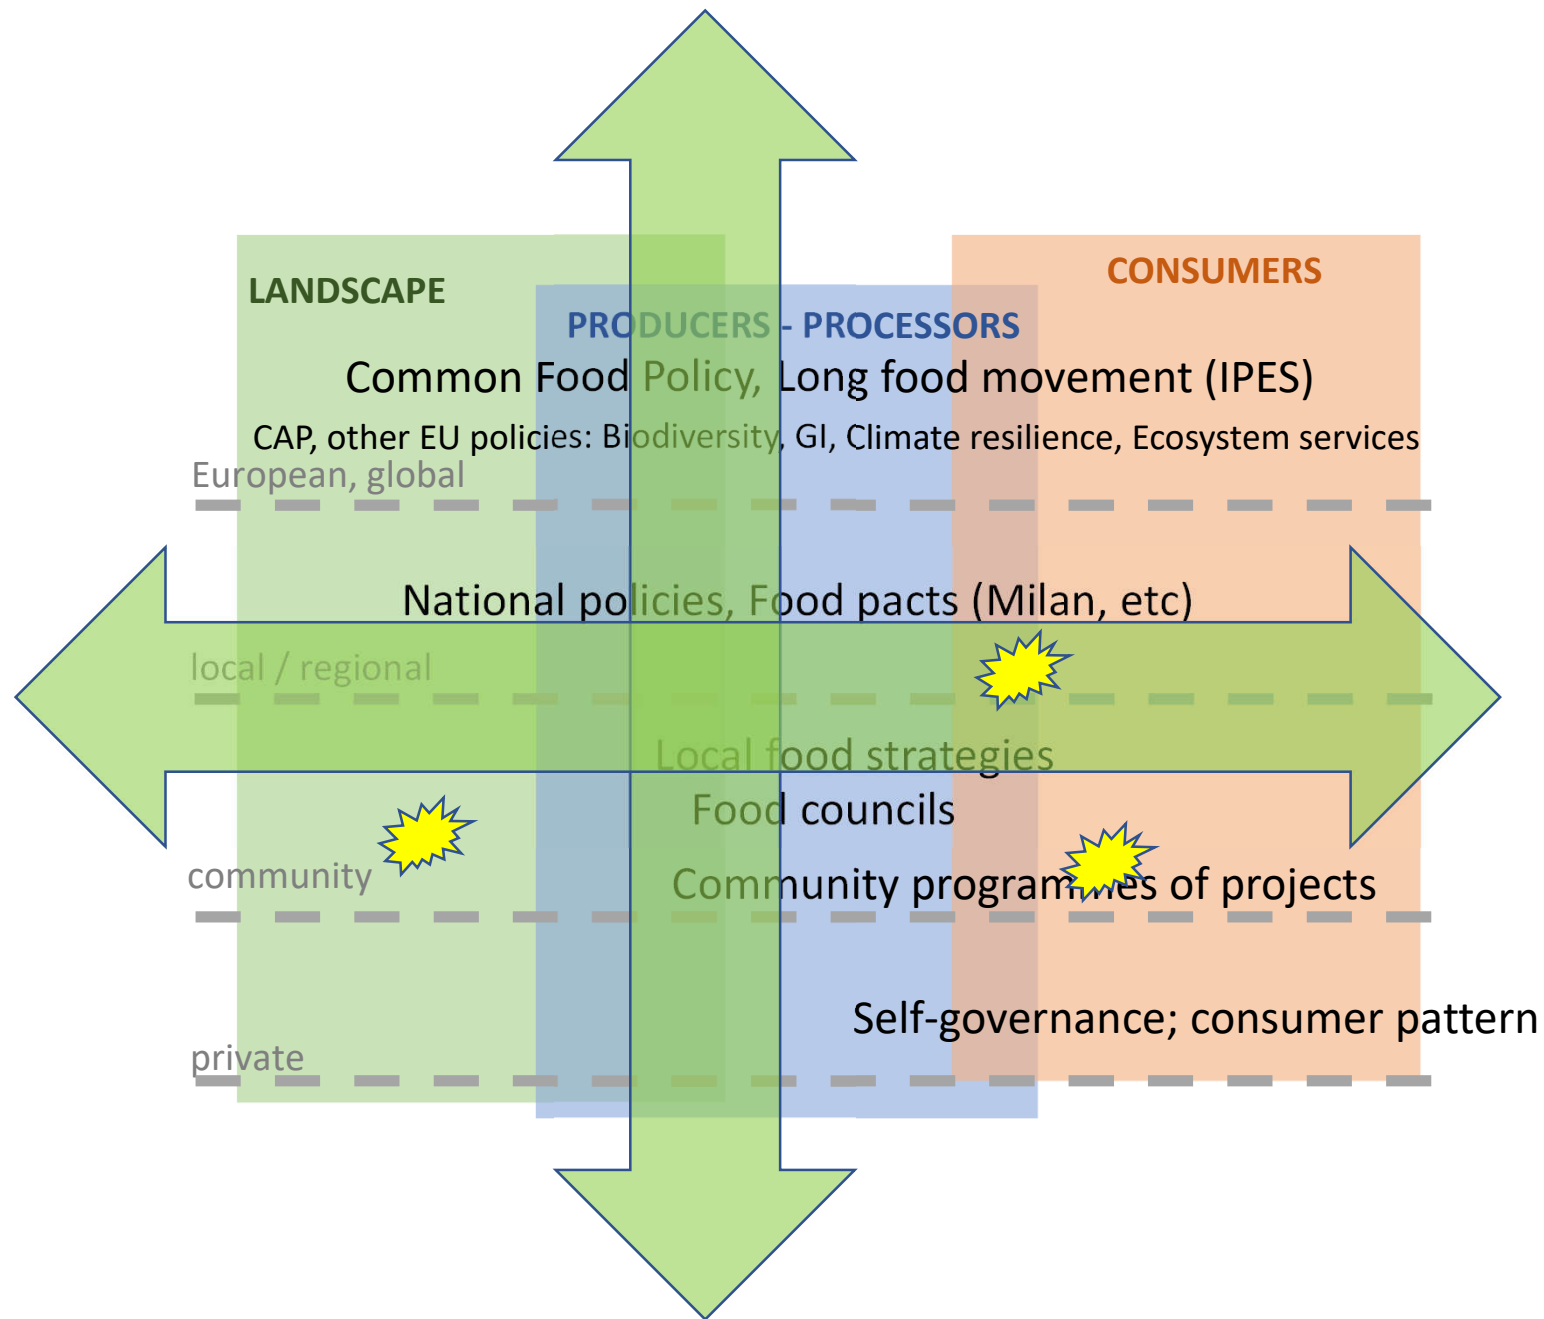 LANDSCAPE
CONSUMERS
PRODUCERS - PROCESSORS
Common Food Policy, Long food movement (IPES)
CAP, other EU policies: Biodiversity, GI, Climate resilience, Ecosystem services
European, global
National policies, Food pacts (Milan, etc)
local / regional
Local food strategies
Food councils
community
Community programmes of projects
Self-governance; consumer pattern
private